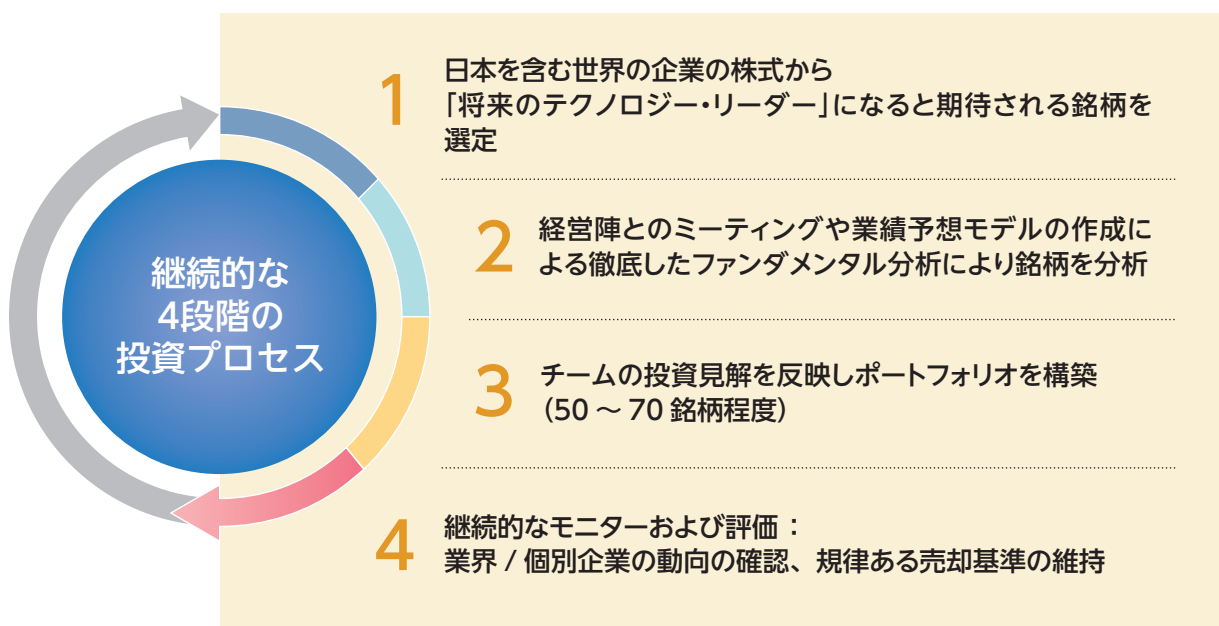 継続的な
4段階の
投資プロセス
1
日本を含む世界の企業の株式から
「将来のテクノロジー・リーダー」になると期待される銘柄を
選定
2
経営陣とのミーティングや業績予想モデルの作成に
よる徹底したファンダメンタル分析により銘柄を分析
3
チームの投資見解を反映しポートフォリオを構築
(50 ～ 70 銘柄程度)
4
継続的なモニターおよび評価：
業界 / 個別企業の動向の確認、規律ある売却基準の維持